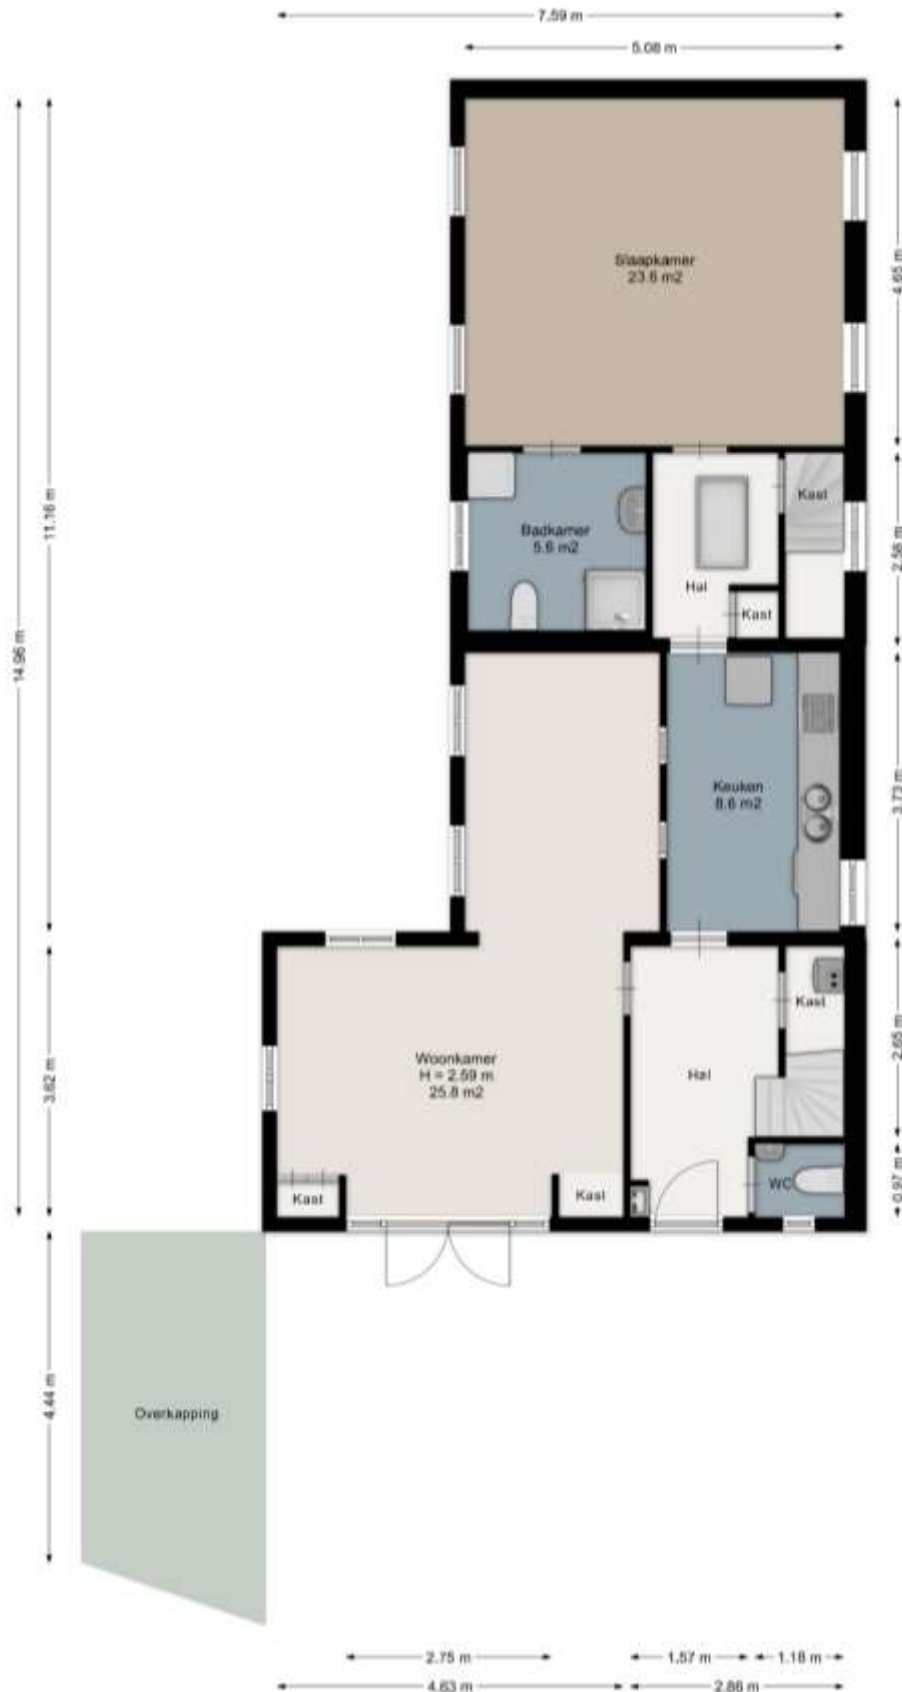 7.59 m
5.08 m
Slaapkamer
23.6 m2
4.65 m
11.16 m
14.96 m
Badkamer
5.6 m2
Kast
Hal
Kast
2.56 m
Keuken
8.6 m2
3.73 m
Woonkamer
H = 2.59 m
25.8 m2
Hal
Kast
2.65 m
3.62 m
Kast
Kast
WC
0.97 m
4.44 m
Overkapping
2.75 m
1.57 m
1.18 m
4.63 m
2.86 m